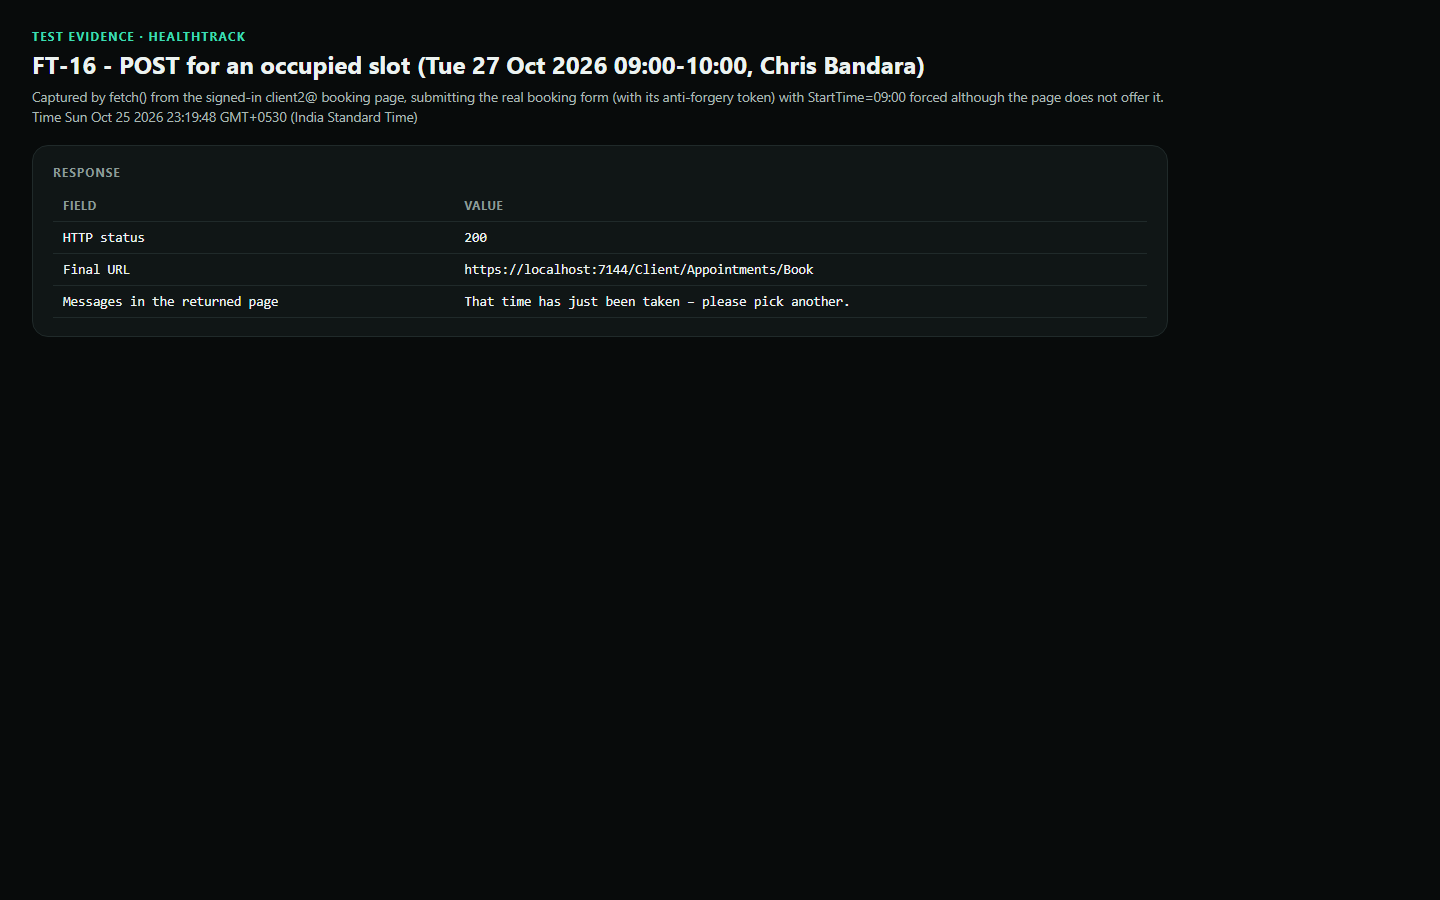 TEST EVIDENCE · HEALTHTRACK
FT-16 - POST for an occupied slot (Tue 27 Oct 2026 09:00-10:00, Chris Bandara)
Captured by fetch() from the signed-in client2@ booking page, submitting the real booking form (with its anti-forgery token) with StartTime=09:00 forced although the page does not offer it.
Time Sun Oct 25 2026 23:19:48 GMT+0530 (India Standard Time)
RESPONSE
FIELD VALUE
HTTP status 200
Final URL https://localhost:7144/Client/Appointments/Book
Messages in the returned page That time has just been taken – please pick another.